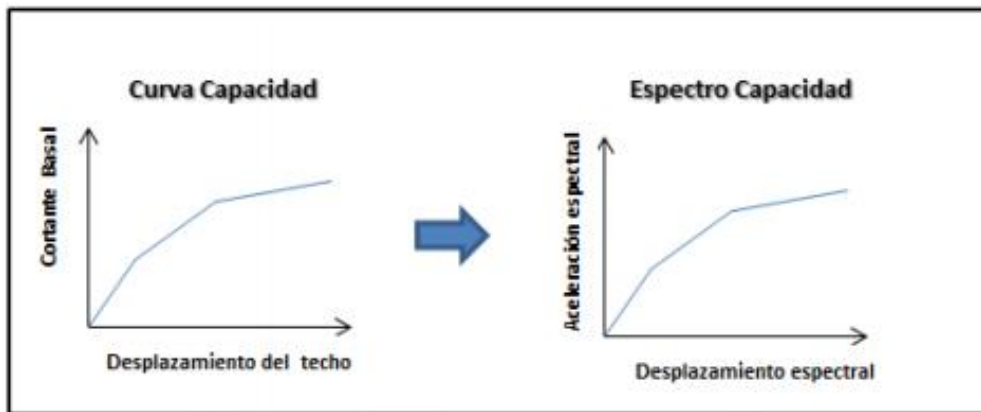 Curva Capacidad
Cortante Basal
Desplazamiento del techo
Espectro Capacidad
Aceleración espectral
Desplazamiento espectral